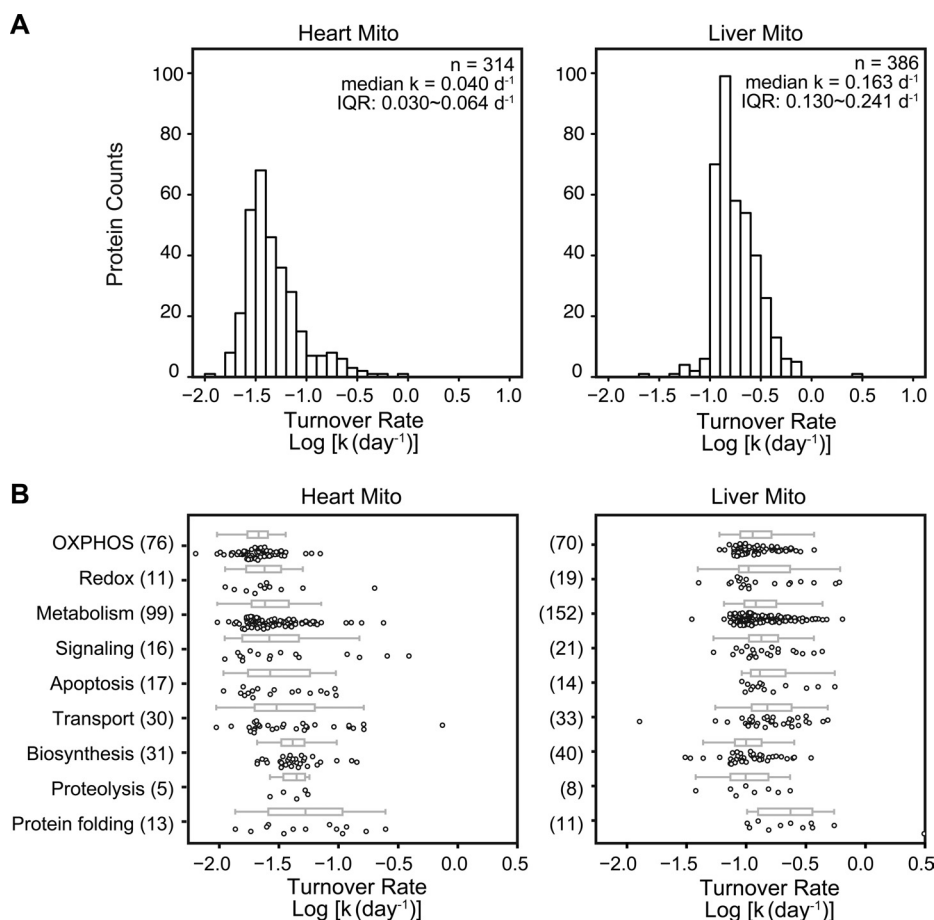 A
Heart Mito
n = 314
median k = 0.040 d-1
IQR: 0.030~0.064 d-1
Protein Counts
100
80
60
40
20
0
−2.0 −1.5 −1.0 −0.5 0.0 0.5 1.0
Turnover Rate
Log [k (day-1)]
Liver Mito
n = 386
median k = 0.163 d-1
IQR: 0.130~0.241 d-1
100
80
60
40
20
0
−2.0 −1.5 −1.0 −0.5 0.0 0.5 1.0
Turnover Rate
Log [k (day-1)]
B
Heart Mito
OXPHOS (76)
Redox (11)
Metabolism (99)
Signaling (16)
Apoptosis (17)
Transport (30)
Biosynthesis (31)
Proteolysis (5)
Protein folding (13)
−2.0 −1.5 −1.0 −0.5 0.0 0.5
Turnover Rate
Log [k (day-1)]
Liver Mito
(70)
(19)
(152)
(21)
(14)
(33)
(40)
(8)
(11)
−2.0 −1.5 −1.0 −0.5 0.0 0.5
Turnover Rate
Log [k (day-1)]